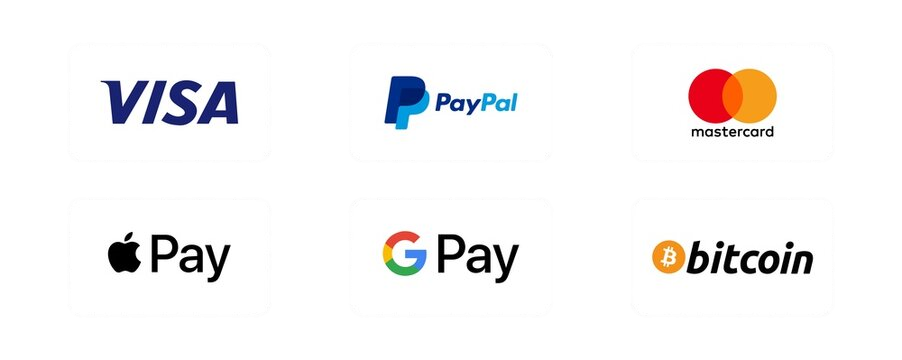 VISA
PayPal
mastercard
Pay
G Pay
bitcoin